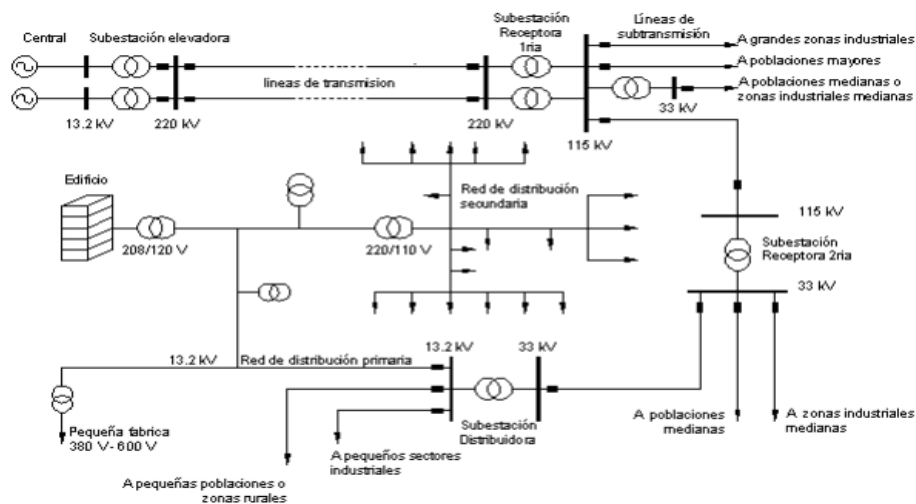 Central
Subestación elevadora
Subestación
Receptora
1ria
Líneas de
subtransmisión
A grandes zonas industriales
A poblaciones mayores
A poblaciones medianas o
zonas industriales medianas
líneas de transmision
13.2 kV
220 kV
220 kV
115 kV
33 kV
Edificio
208/120 V
220/110 V
Red de distribución
secundaria
115 kV
Subestación
Receptora 2ria
33 kV
13.2 kV
Red de distribución primaria
13.2 kV
33 kV
Subestación
Distribuidora
Pequeña fabrica
380 V- 600 V
A pequeños sectores
industriales
A pequeñas poblaciones o
zonas rurales
A poblaciones
medianas
A zonas industriales
medianas